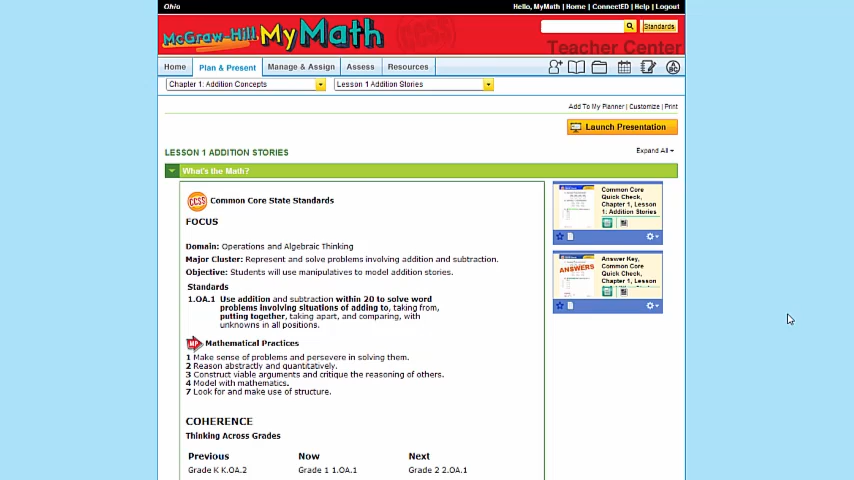 Ohio
Hello, MyMath | Home | ConnectED | Help | Logout
McGraw-Hill My Math
CCSS
Standards
Teacher Center
Home Plan & Present Manage & Assign Assess Resources
Chapter 1: Addition Concepts Lesson 1 Addition Stories
Add To My Planner | Customize | Print
Launch Presentation
LESSON 1 ADDITION STORIES
Expand All
What's the Math?
CCSS Common Core State Standards
FOCUS
Domain: Operations and Algebraic Thinking
Major Cluster: Represent and solve problems involving addition and subtraction.
Objective: Students will use manipulatives to model addition stories.
Standards
1.OA.1 Use addition and subtraction within 20 to solve word
problems involving situations of adding to, taking from,
putting together, taking apart, and comparing, with
unknowns in all positions.
MP Mathematical Practices
1 Make sense of problems and persevere in solving them.
2 Reason abstractly and quantitatively.
3 Construct viable arguments and critique the reasoning of others.
4 Model with mathematics.
7 Look for and make use of structure.
COHERENCE
Thinking Across Grades
Previous Now Next
Grade K K.OA.2 Grade 1 1.OA.1 Grade 2 2.OA.1
Common Core
Quick Check,
Chapter 1, Lesson
1: Addition Stories
ANSWERS
Answer Key,
Common Core
Quick Check,
Chapter 1, Lesson